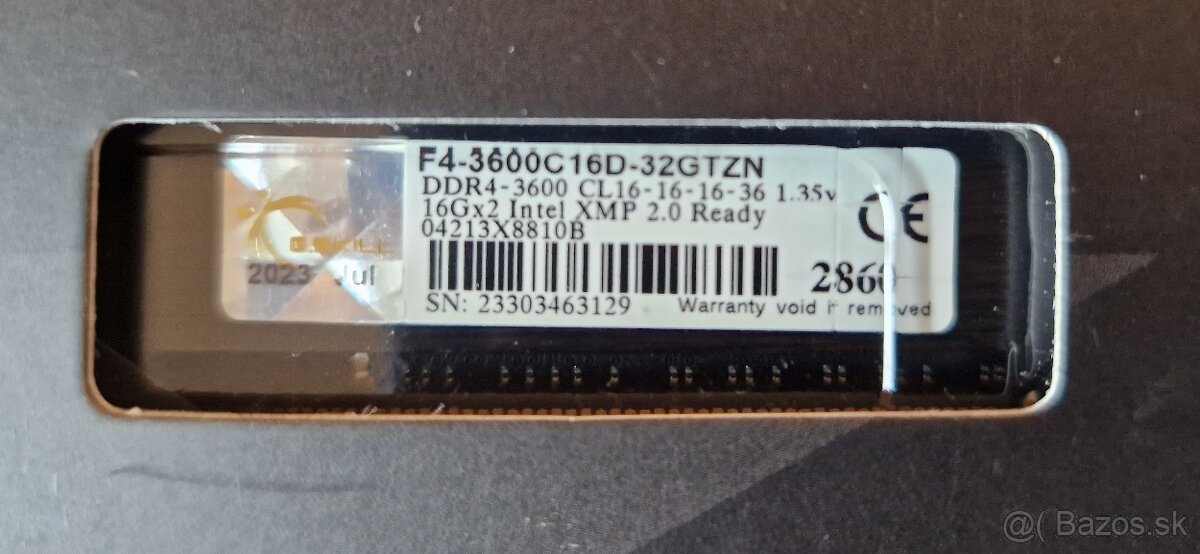 F4-3600C16D-32GTZN
DDR4-3600 CL16-16-16-36 1.35v
16Gx2 Intel XMP 2.0 Ready
04213X8810B
G.SKILL
2023 Jul
CE
2860
SN: 23303463129
Warranty void if removed
@( Bazos.sk